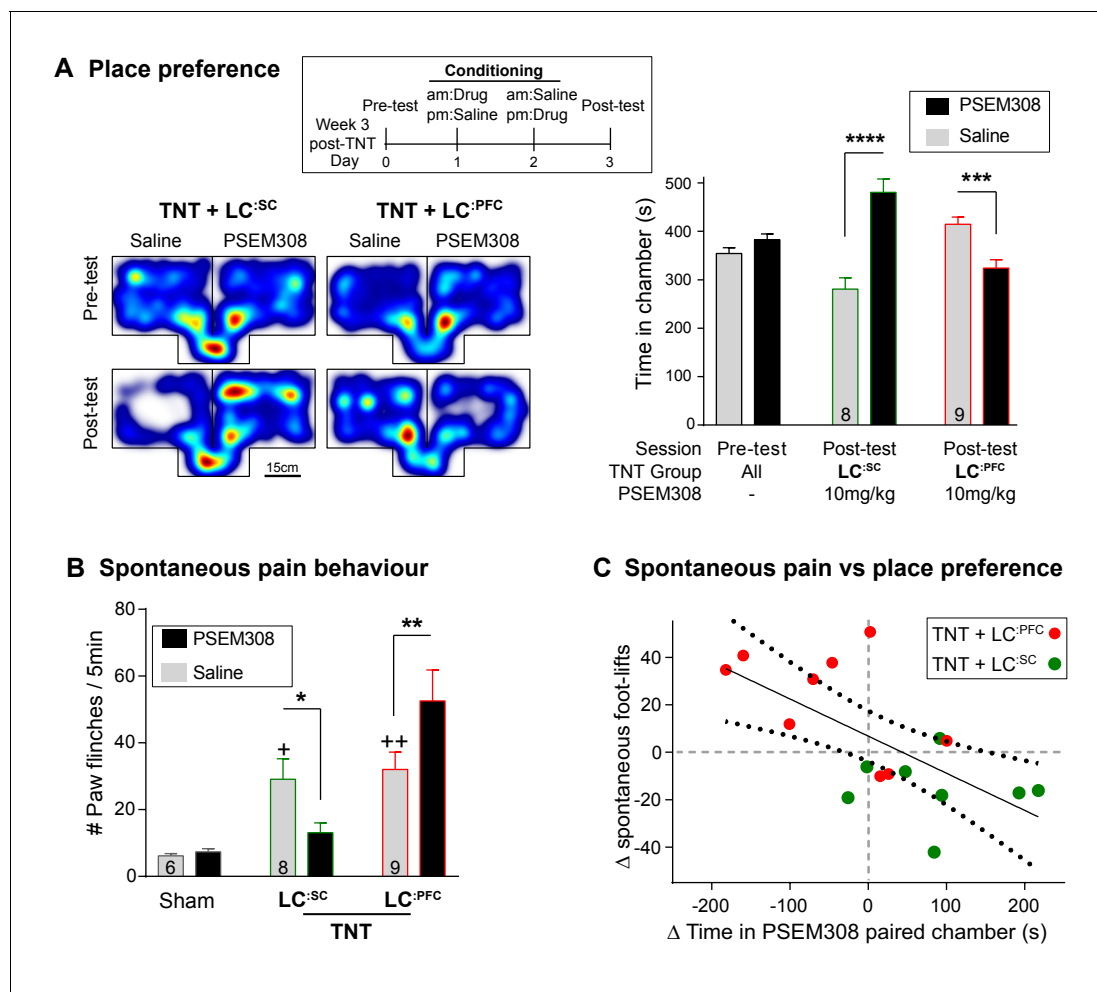 A Place preference
Conditioning
Pre-test am:Drug am:Saline Post-test
pm:Saline pm:Drug
Week 3
post-TNT
Day 0 1 2 3
TNT + LC:SC TNT + LC:PFC
Saline PSEM308 Saline PSEM308
Pre-test
Post-test
15cm
PSEM308
Saline
**** ***
Time in chamber (s)
500
400
300
200
100
0
8 9
Session Pre-test Post-test Post-test
TNT Group All LC:SC LC:PFC
PSEM308 - 10mg/kg 10mg/kg
B Spontaneous pain behaviour
PSEM308
Saline
# Paw flinches / 5min
80
60
40
20
0
+ * ++ **
6 8 9
Sham LC:SC LC:PFC
TNT
C Spontaneous pain vs place preference
TNT + LC:PFC
TNT + LC:SC
Δ spontaneous foot-lifts
40
20
0
-20
-40
-200 -100 0 100 200
Δ Time in PSEM308 paired chamber (s)